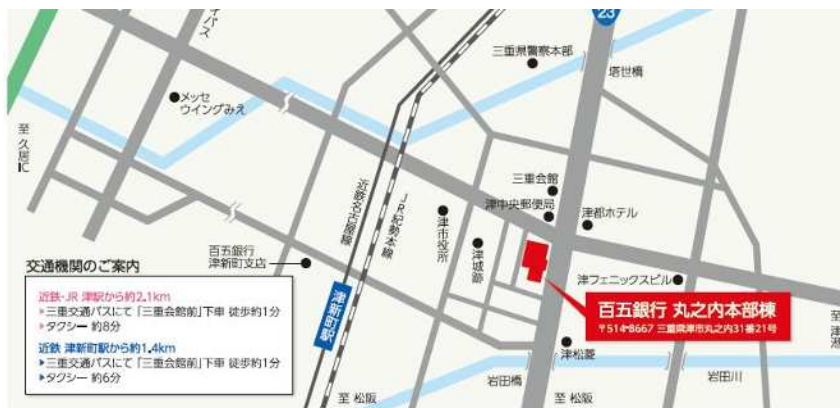 23
バイパス
三重県警察本部
塔世橋
メッセ
ウイングみえ
至 久居IC
三重会館
津中央郵便局
津都ホテル
近鉄名古屋線
JR紀勢本線
津市役所
津城跡
百五銀行
津新町支店
津フェニックスビル
津新町駅
百五銀行 丸之内本部棟
〒514-8667 三重県津市丸之内31番21号
津松菱
岩田橋
岩田川
至 松阪
至 松阪
交通機関のご案内
近鉄・JR 津駅から約2.1km
▶三重交通バスにて「三重会館前」下車 徒歩約1分
▶タクシー 約8分
近鉄 津新町駅から約1.4km
▶三重交通バスにて「三重会館前」下車 徒歩約1分
▶タクシー 約6分